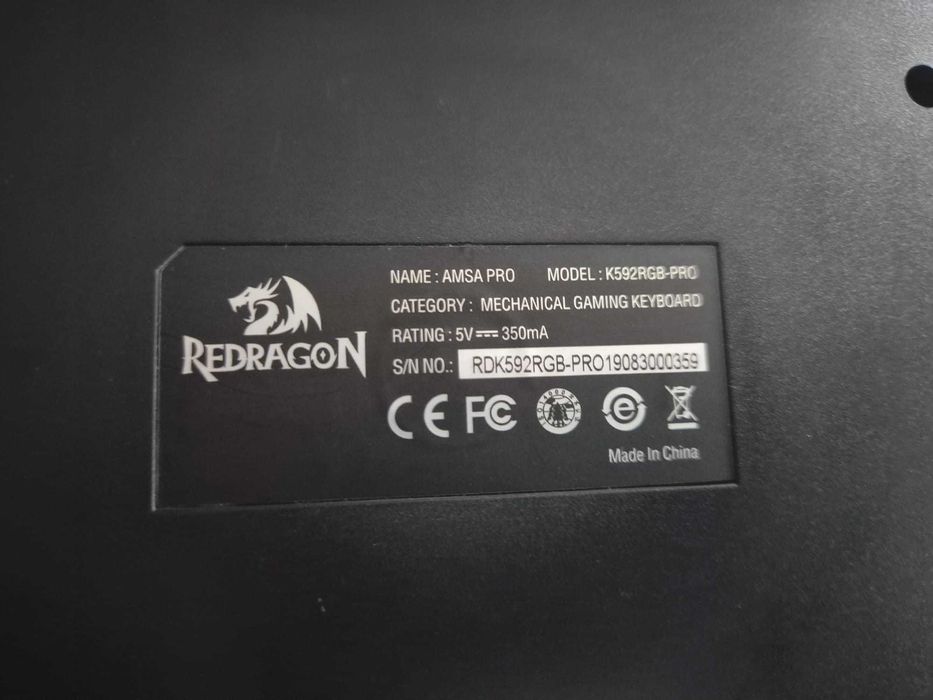 NAME : AMSA PRO MODEL : K592RGB-PRO
CATEGORY : MECHANICAL GAMING KEYBOARD
RATING : 5V⎓350mA
REDRAGON
S/N NO.: RDK592RGB-PRO19083000359
CE FC e
Made In China